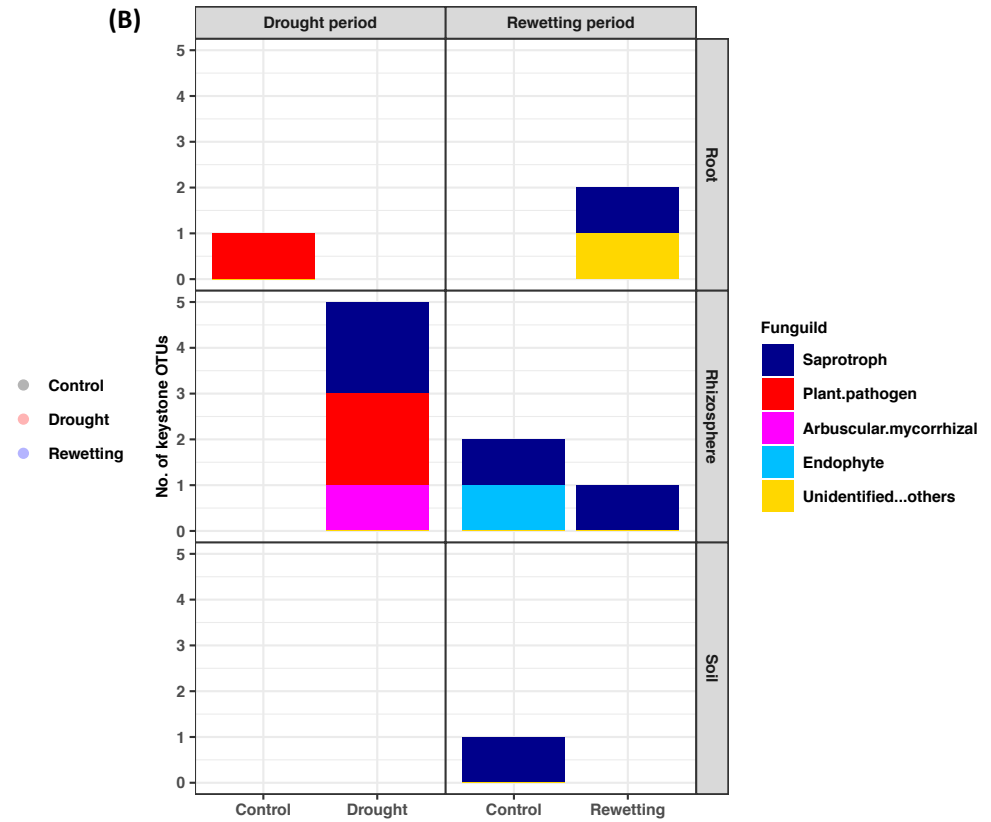 (B)
Drought period
Rewetting period
5
4
3
2
1
0
Root
5
4
3
2
1
0
Rhizosphere
5
4
3
2
1
0
Soil
No. of keystone OTUs
Control
Drought
Control
Rewetting
Control
Drought
Rewetting
Funguild
Saprotroph
Plant.pathogen
Arbuscular.mycorrhizal
Endophyte
Unidentified...others